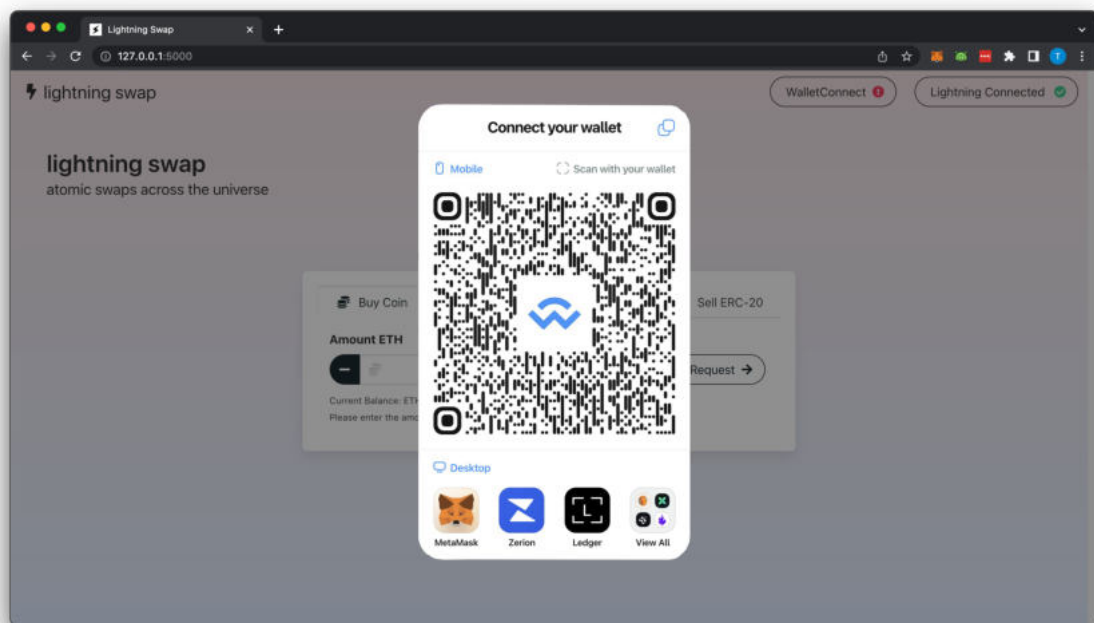 Lightning Swap
127.0.0.1:5000
lightning swap
WalletConnect
Lightning Connected
lightning swap
atomic swaps across the universe
Connect your wallet
Mobile
Scan with your wallet
Buy Coin
Sell ERC-20
Amount ETH
Request
Current Balance: ETH
Please enter the
Desktop
MetaMask
Zerion
Ledger
View All